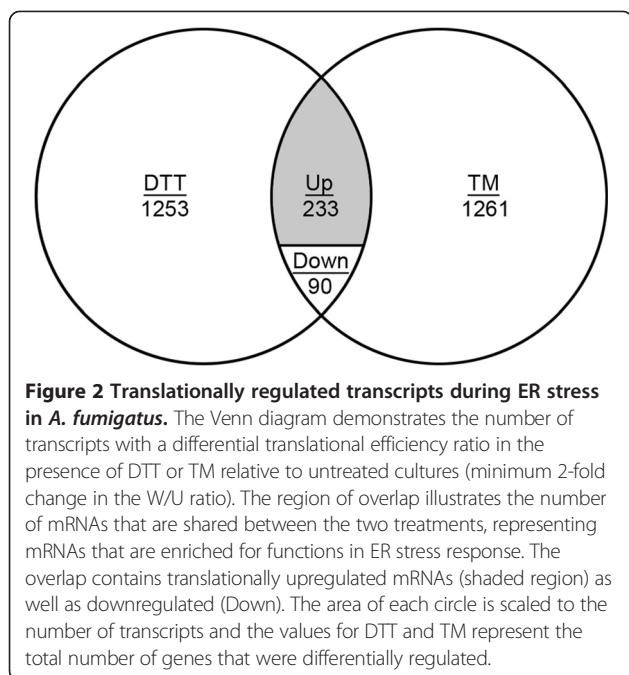 DTT
1253
Up
233
TM
1261
Down
90
Figure 2 Translationally regulated transcripts during ER stress
in A. fumigatus. The Venn diagram demonstrates the number of
transcripts with a differential translational efficiency ratio in the
presence of DTT or TM relative to untreated cultures (minimum 2-fold
change in the W/U ratio). The region of overlap illustrates the number
of mRNAs that are shared between the two treatments, representing
mRNAs that are enriched for functions in ER stress response. The
overlap contains translationally upregulated mRNAs (shaded region) as
well as downregulated (Down). The area of each circle is scaled to the
number of transcripts and the values for DTT and TM represent the
total number of genes that were differentially regulated.